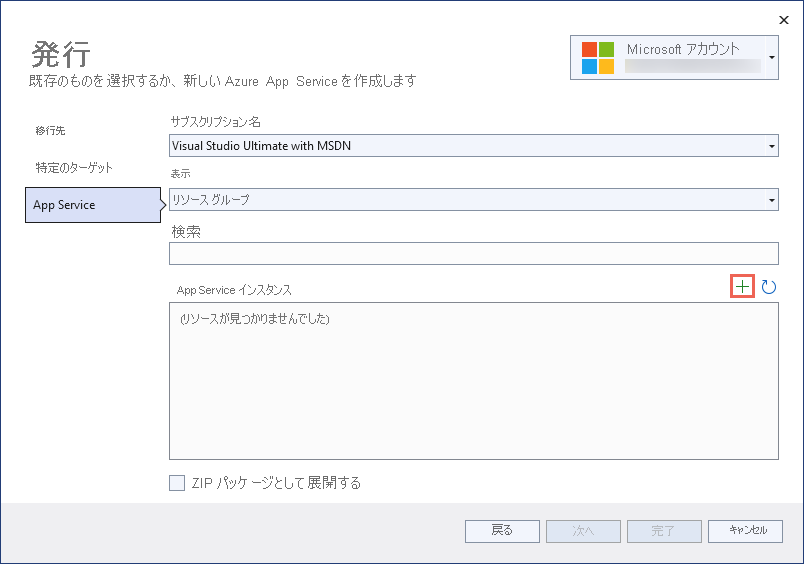 発行
既存のものを選択するか、新しい Azure App Service を作成します
Microsoft アカウント
移行先
特定のターゲット
App Service
サブスクリプション名
Visual Studio Ultimate with MSDN
表示
リソース グループ
検索
App Service インスタンス
(リソースが見つかりませんでした)
ZIP パッケージとして展開する
戻る
次へ
完了
キャンセル